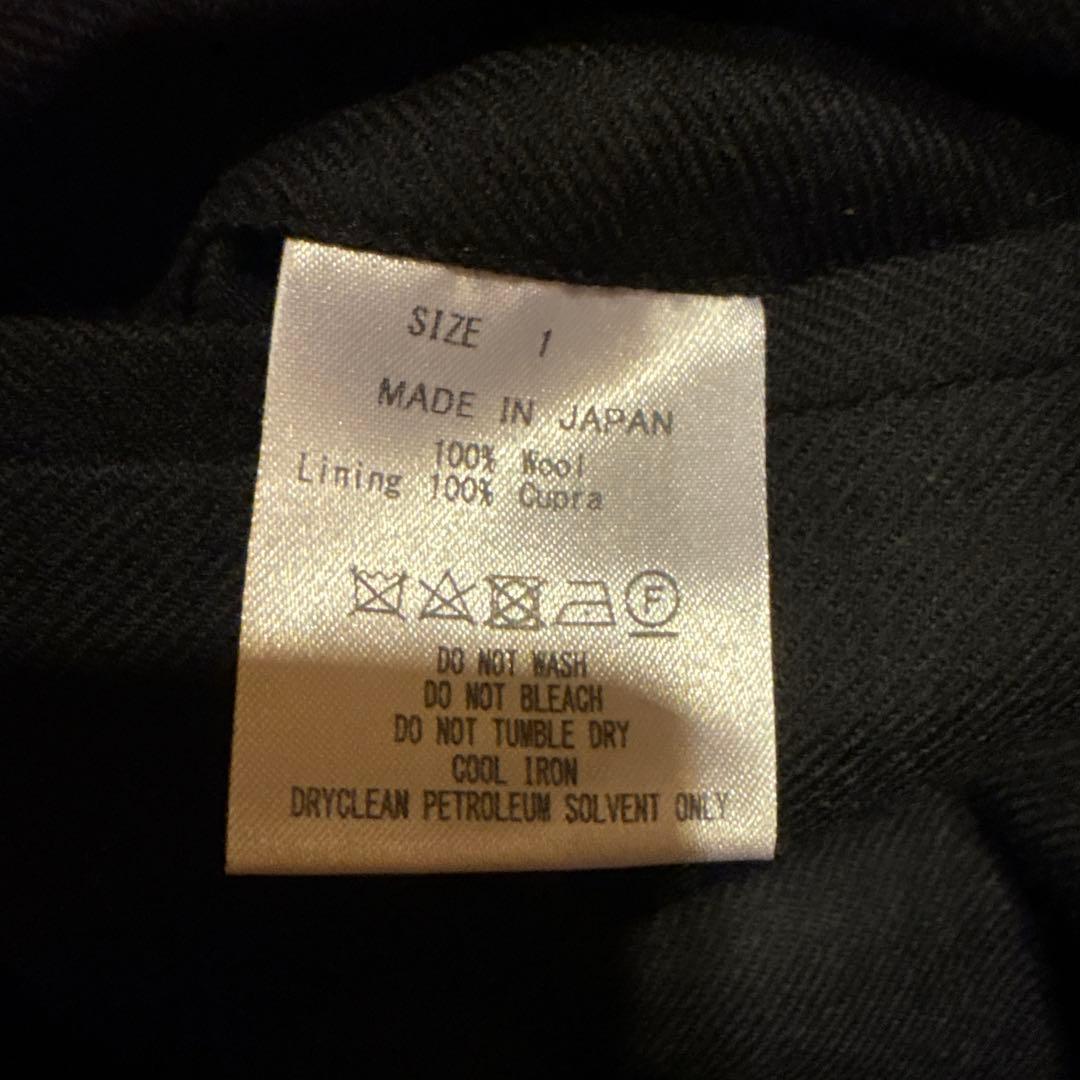 SIZE 1
MADE IN JAPAN
100% Wool
Lining 100% Cupra
F
DO NOT WASH
DO NOT BLEACH
DO NOT TUMBLE DRY
COOL IRON
DRYCLEAN PETROLEUM SOLVENT ONLY